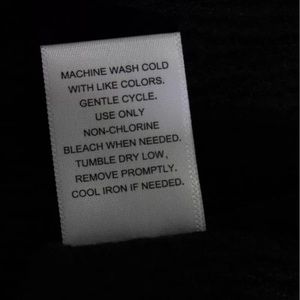 MACHINE WASH COLD
WITH LIKE COLORS.
GENTLE CYCLE.
USE ONLY
NON-CHLORINE
BLEACH WHEN NEEDED.
TUMBLE DRY LOW,
REMOVE PROMPTLY.
COOL IRON IF NEEDED.